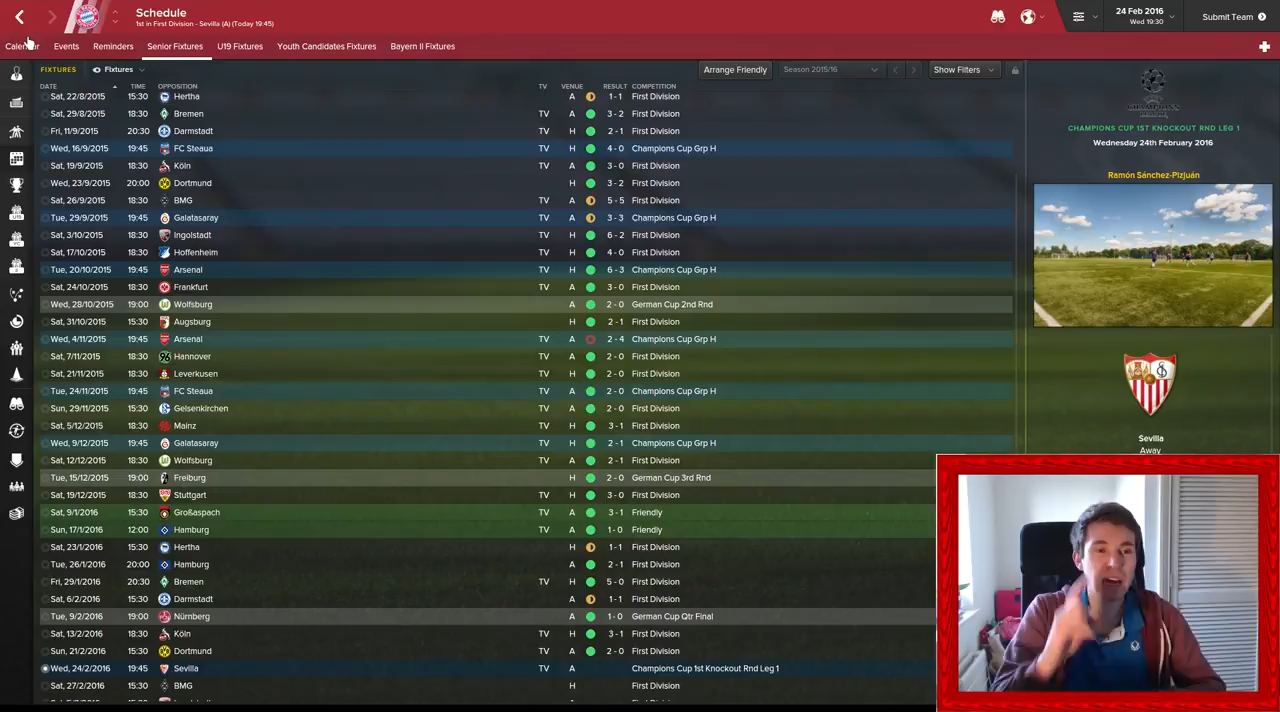 Schedule
1st in First Division - Sevilla (A) (Today 19:45)
24 Feb 2016
Wed 19:30
Submit Team
Calendar Events Reminders Senior Fixtures U19 Fixtures Youth Candidates Fixtures Bayern II Fixtures
FIXTURES Fixtures Arrange Friendly Season 2015/16 Show Filters
DATE TIME OPPOSITION TV VENUE RESULT COMPETITION
Sat, 22/8/2015 15:30 Hertha A 1 - 1 First Division
Sat, 29/8/2015 18:30 Bremen TV A 3 - 2 First Division
Fri, 11/9/2015 20:30 Darmstadt TV H 2 - 1 First Division
Wed, 16/9/2015 19:45 FC Steaua TV H 4 - 0 Champions Cup Grp H
Sat, 19/9/2015 18:30 Köln TV A 3 - 0 First Division
Wed, 23/9/2015 20:00 Dortmund H 3 - 2 First Division
Sat, 26/9/2015 18:30 BMG TV A 5 - 5 First Division
Tue, 29/9/2015 19:45 Galatasaray TV A 3 - 3 Champions Cup Grp H
Sat, 3/10/2015 18:30 Ingolstadt TV H 6 - 2 First Division
Sat, 17/10/2015 18:30 Hoffenheim TV A 4 - 0 First Division
Tue, 20/10/2015 19:45 Arsenal TV H 6 - 3 Champions Cup Grp H
Sat, 24/10/2015 18:30 Frankfurt TV A 3 - 0 First Division
Wed, 28/10/2015 19:00 Wolfsburg A 2 - 0 German Cup 2nd Rnd
Sat, 31/10/2015 15:30 Augsburg H 2 - 1 First Division
Wed, 4/11/2015 19:45 Arsenal TV A 2 - 4 Champions Cup Grp H
Sat, 7/11/2015 18:30 Hannover TV A 2 - 0 First Division
Sat, 21/11/2015 18:30 Leverkusen TV H 2 - 0 First Division
Tue, 24/11/2015 19:45 FC Steaua TV A 2 - 0 Champions Cup Grp H
Sun, 29/11/2015 15:30 Gelsenkirchen TV A 2 - 0 First Division
Sat, 5/12/2015 18:30 Mainz TV H 3 - 1 First Division
Wed, 9/12/2015 19:45 Galatasaray TV H 2 - 1 Champions Cup Grp H
Sat, 12/12/2015 18:30 Wolfsburg TV A 2 - 1 First Division
Tue, 15/12/2015 19:00 Freiburg H 2 - 0 German Cup 3rd Rnd
Sat, 19/12/2015 18:30 Stuttgart TV H 3 - 0 First Division
Sat, 9/1/2016 15:30 Großaspach TV A 3 - 1 Friendly
Sun, 17/1/2016 12:00 Hamburg TV A 1 - 0 Friendly
Sat, 23/1/2016 15:30 Hertha H 1 - 1 First Division
Tue, 26/1/2016 20:00 Hamburg A 2 - 1 First Division
Fri, 29/1/2016 20:30 Bremen TV H 5 - 0 First Division
Sat, 6/2/2016 15:30 Darmstadt A 1 - 1 First Division
Tue, 9/2/2016 19:00 Nürnberg A 1 - 0 German Cup Qtr Final
Sat, 13/2/2016 18:30 Köln TV H 3 - 1 First Division
Sun, 21/2/2016 15:30 Dortmund TV A 2 - 0 First Division
Wed, 24/2/2016 19:45 Sevilla TV A Champions Cup 1st Knockout Rnd Leg 1
Sat, 27/2/2016 15:30 BMG H First Division
CHAMPIONS CUP 1ST KNOCKOUT RND LEG 1
Wednesday 24th February 2016
Ramón Sánchez-Pizjuán
Sevilla
Away